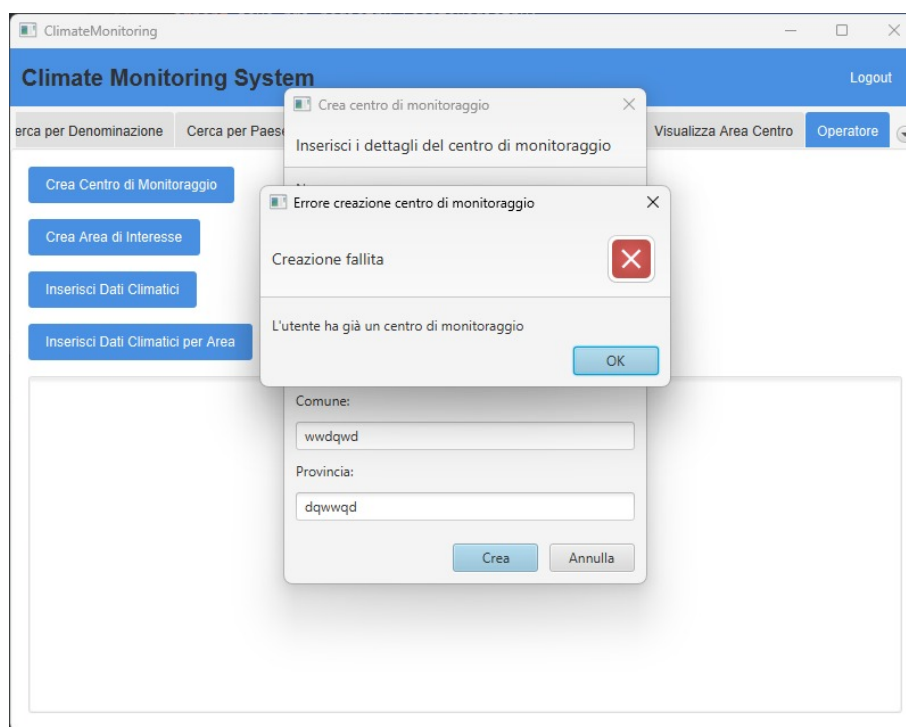 ClimateMonitoring
Climate Monitoring System
Logout
erca per Denominazione
Cerca per Paese
Visualizza Area Centro
Operatore
Crea Centro di Monitoraggio
Crea Area di Interesse
Inserisci Dati Climatici
Inserisci Dati Climatici per Area
Crea centro di monitoraggio
Inserisci i dettagli del centro di monitoraggio
Errore creazione centro di monitoraggio
Creazione fallita
L'utente ha già un centro di monitoraggio
OK
Comune:
wwdqwd
Provincia:
dqwwqd
Crea
Annulla